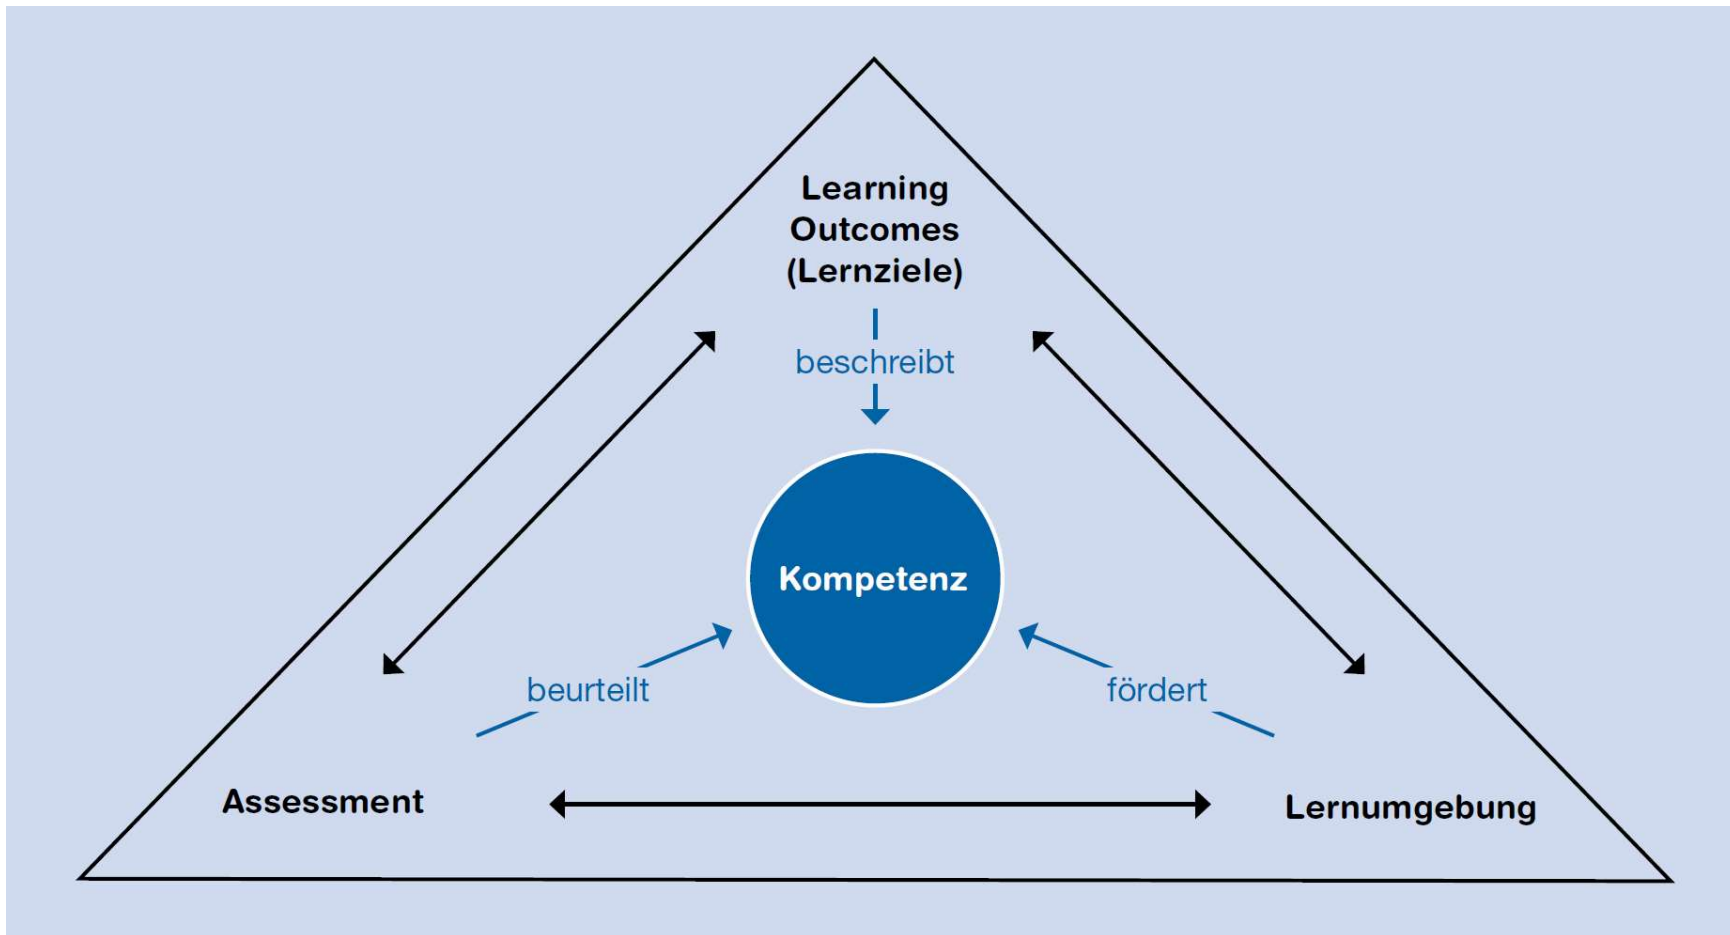 Learning
Outcomes
(Lernziele)
beschreibt
Kompetenz
beurteilt
fördert
Assessment
Lernumgebung